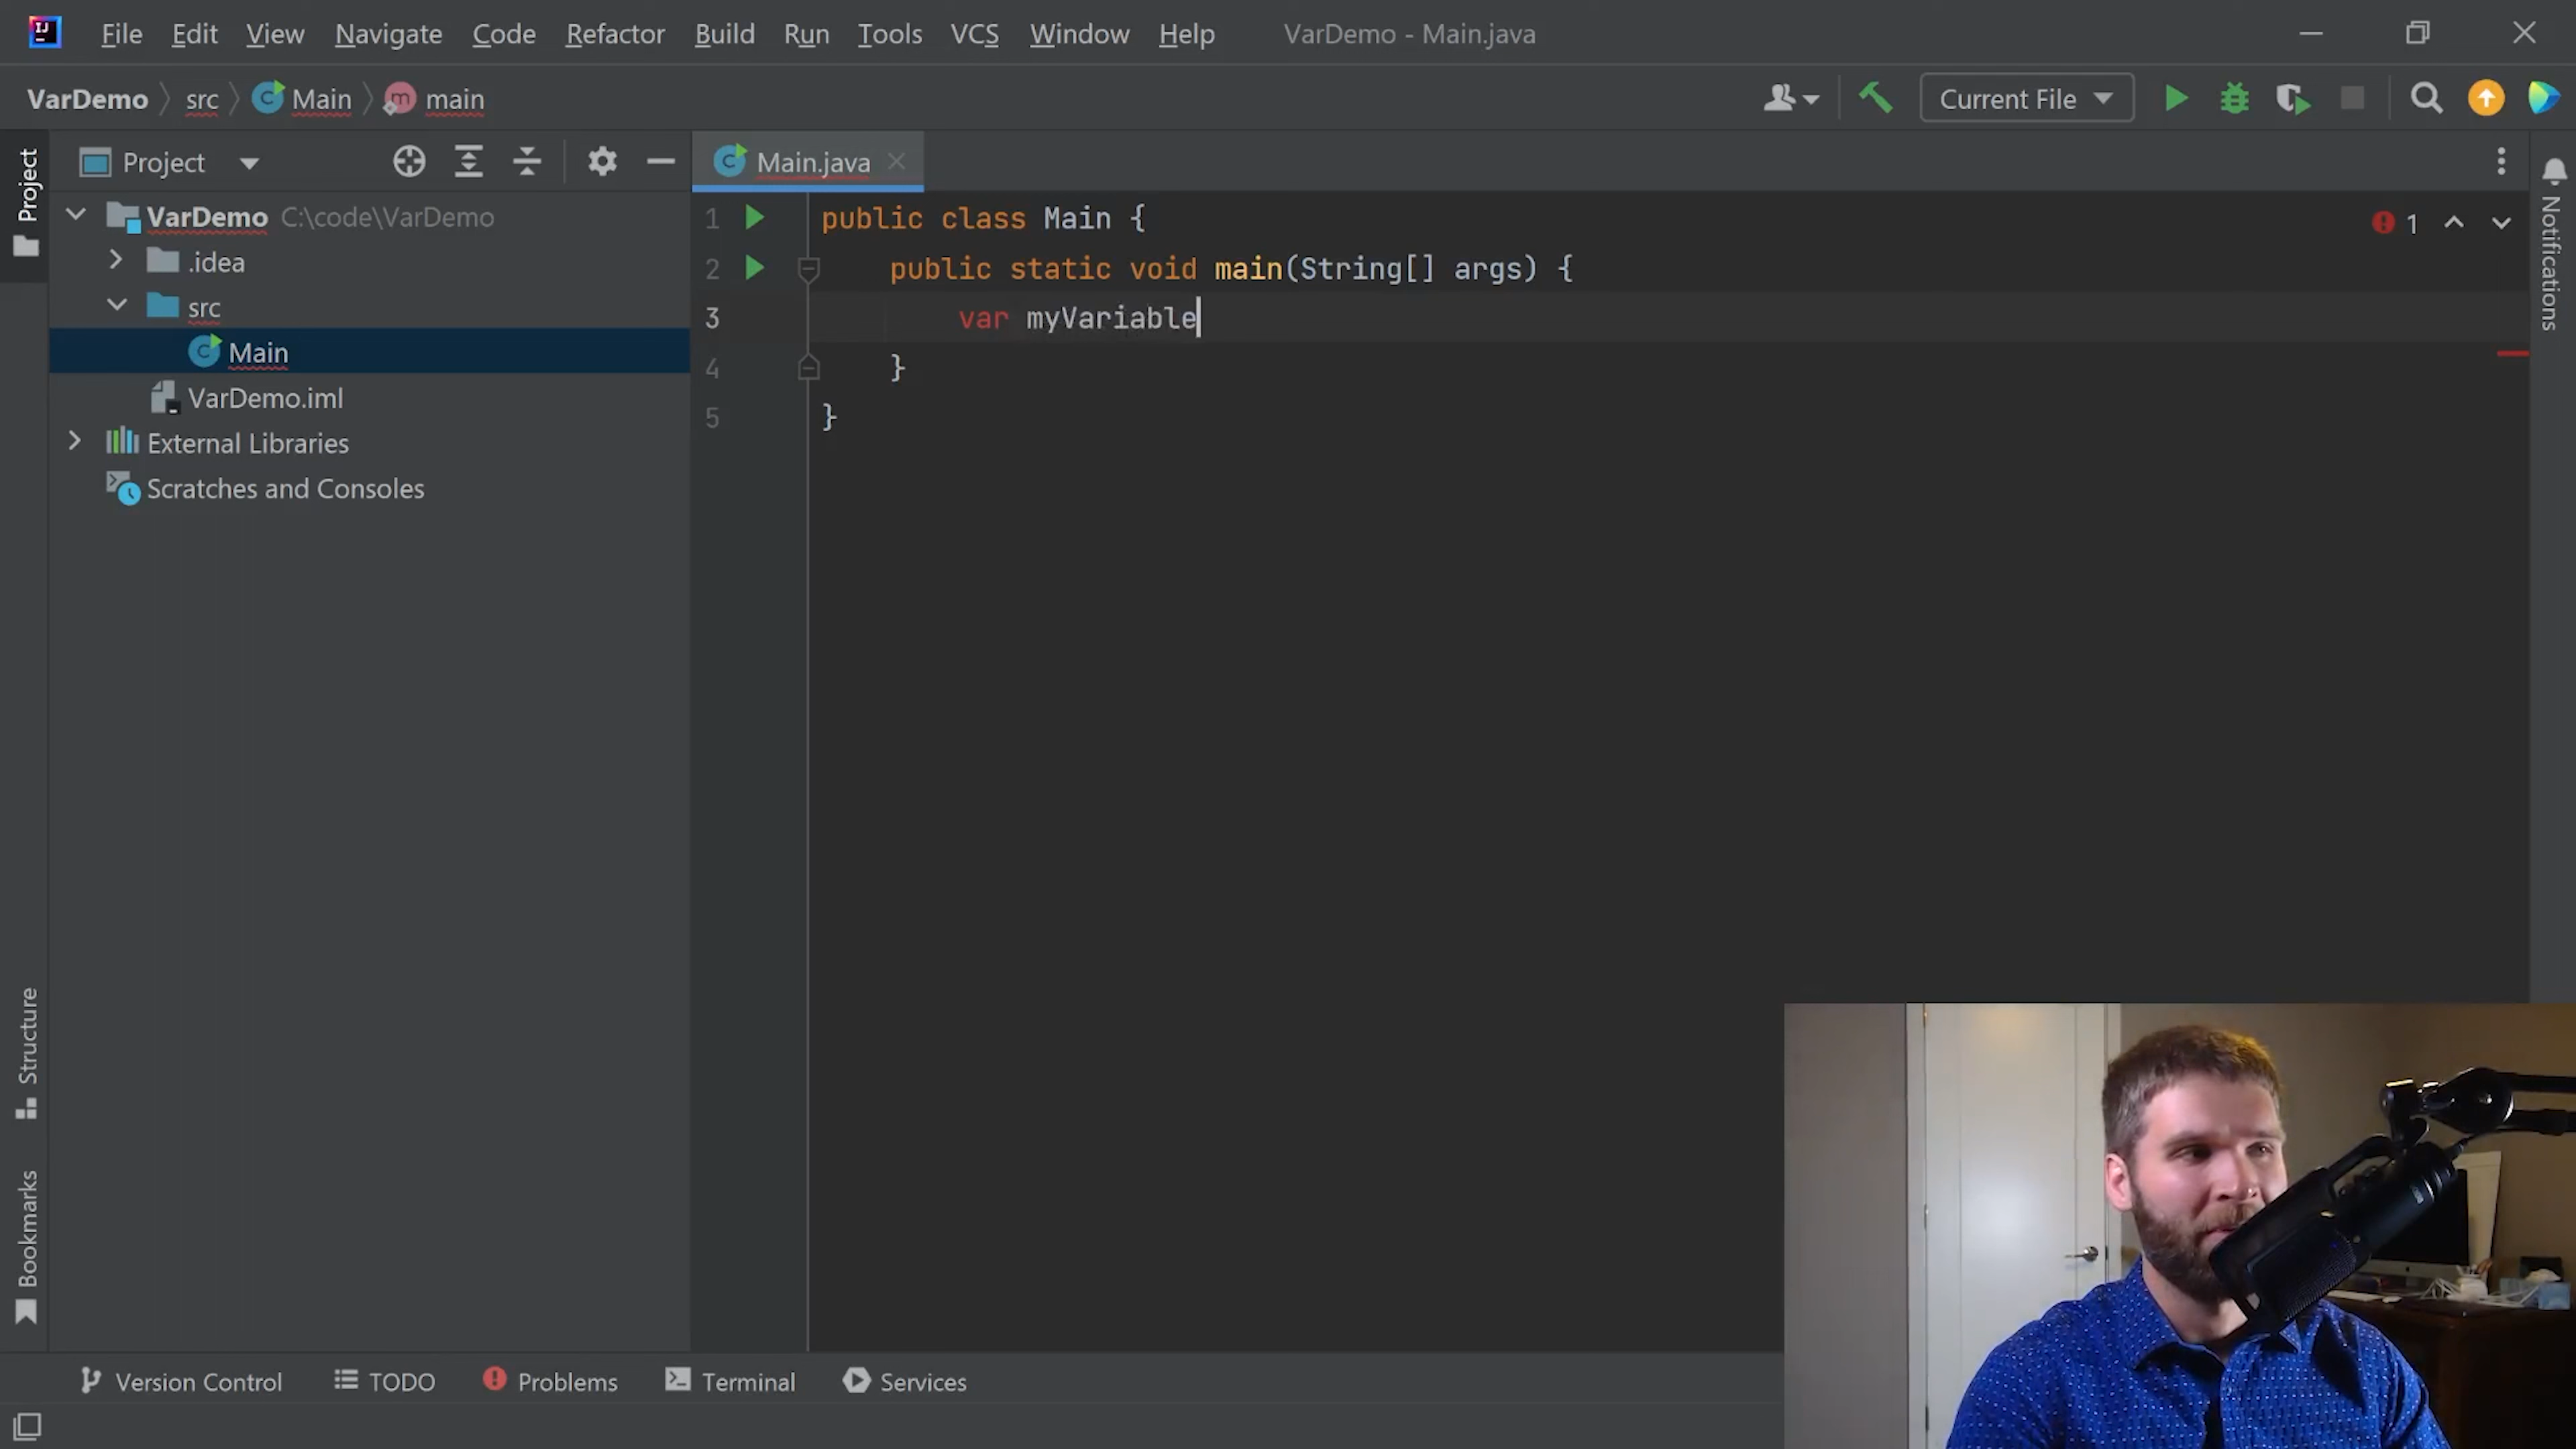 File Edit View Navigate Code Refactor Build Run Tools VCS Window Help VarDemo - Main.java
VarDemo src Main main Current File
Project
Project
Main.java
Notifications
VarDemo C:\code\VarDemo
.idea
src
Main
VarDemo.iml
External Libraries
Scratches and Consoles
1 public class Main {
2 public static void main(String[] args) {
3 var myVariable
4 }
5 }
1
Structure
Bookmarks
Version Control TODO Problems Terminal Services